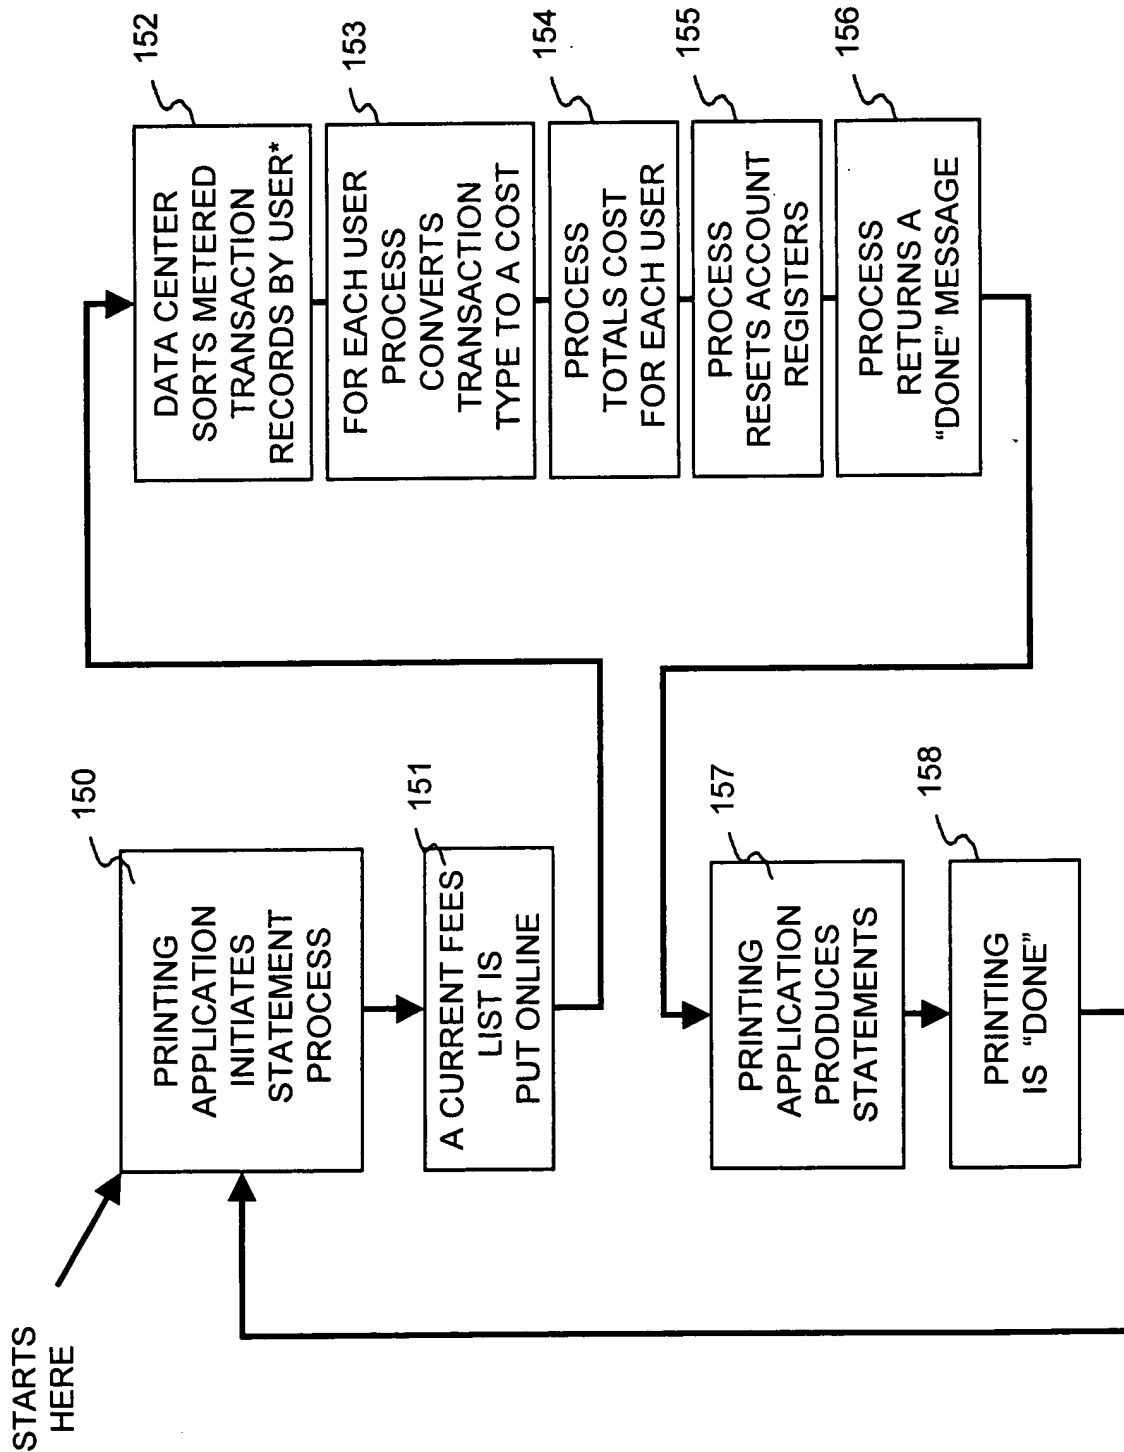 STARTS
HERE
150
PRINTING
APPLICATION
INITIATES
STATEMENT
PROCESS
151
A CURRENT FEES
LIST IS
PUT ONLINE
152
DATA CENTER
SORTS METERED
TRANSACTION
RECORDS BY USER*
153
FOR EACH USER
PROCESS
CONVERTS
TRANSACTION
TYPE TO A COST
154
PROCESS
TOTALS COST
FOR EACH USER
155
PROCESS
RESETS ACCOUNT
REGISTERS
156
PROCESS
RETURNS A
“DONE” MESSAGE
157
PRINTING
APPLICATION
PRODUCES
STATEMENTS
158
PRINTING
IS “DONE”